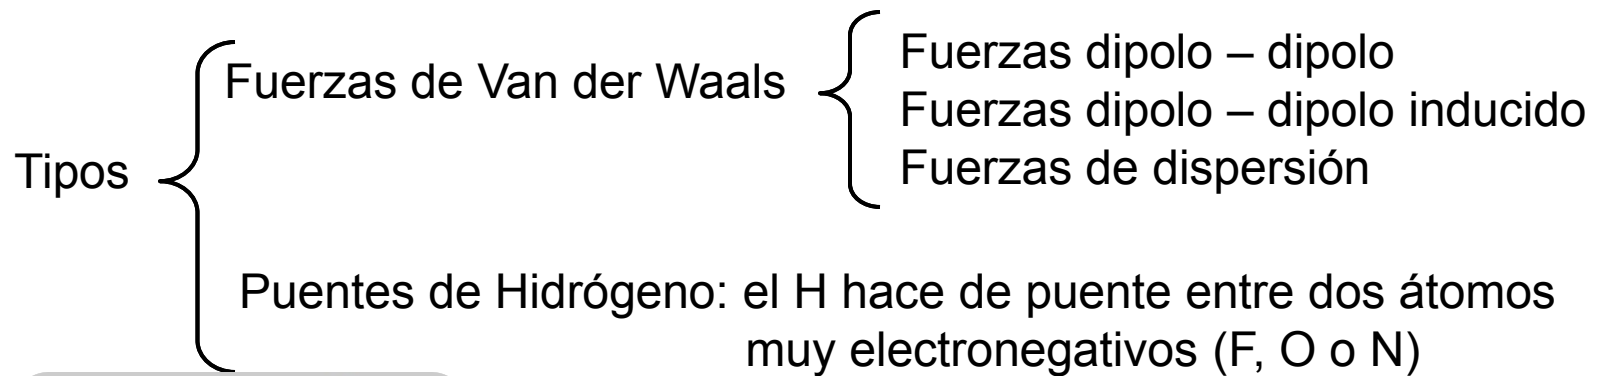 Tipos
Fuerzas de Van der Waals
Fuerzas dipolo – dipolo
Fuerzas dipolo – dipolo inducido
Fuerzas de dispersión
Puentes de Hidrógeno: el H hace de puente entre dos átomos
muy electronegativos (F, O o N)